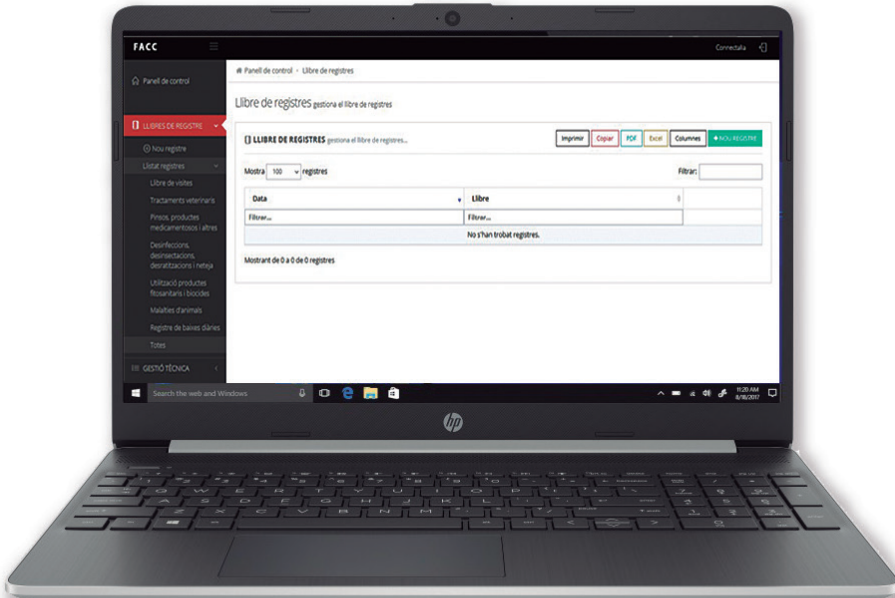 FACC
Connectala
Panell de control
Panell de control - Llibre de registres
Llibre de registres gestiona el llibre de registres
LLIBRES DE REGISTRE
Nou registre
Llistat registres
Llibre de visites
Tractaments veterinaris
Pinsos, productes
medicamentosos i altres
Desinfeccions,
desinsectacions,
desratitzacions i neteja
Utilització productes
fitosanitaris i biocides
Malalties d'animals
Registre de baixes diàries
Totes
GESTIÓ TÈCNICA
LLIBRE DE REGISTRES gestiona el llibre de registres...
Imprimir Copiar PDF Excel Columnes +NOU REGISTRE
Mostra 100 registres Filtrar:
Data Llibre
Filtrar... Filtrar...
No s'han trobat registres.
Mostrant de 0 a 0 de 0 registres
Search the web and Windows
11:20 AM
8/18/2017
hp
Q W E R T Y U I O P
A S D F G H J K L
Z X C V B N M